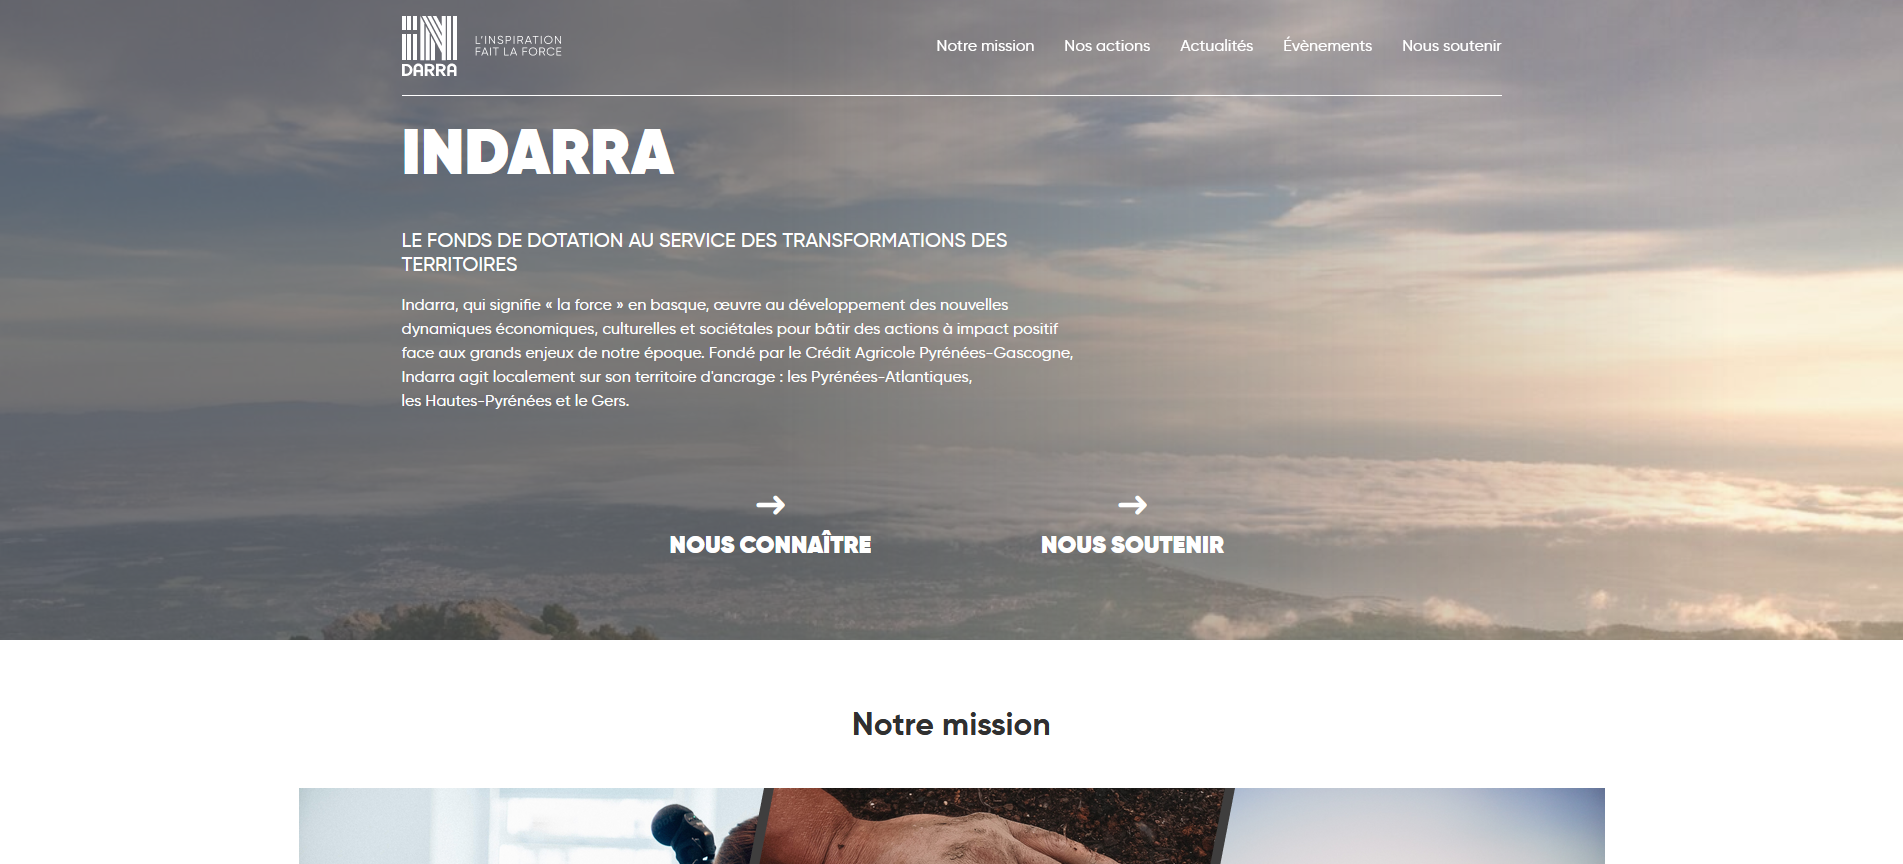 iN
DARRA
L'INSPIRATION
FAIT LA FORCE
Notre mission Nos actions Actualités Évènements Nous soutenir
INDARRA
LE FONDS DE DOTATION AU SERVICE DES TRANSFORMATIONS DES
TERRITOIRES
Indarra, qui signifie « la force » en basque, œuvre au développement des nouvelles
dynamiques économiques, culturelles et sociétales pour bâtir des actions à impact positif
face aux grands enjeux de notre époque. Fondé par le Crédit Agricole Pyrénées-Gascogne,
Indarra agit localement sur son territoire d'ancrage : les Pyrénées-Atlantiques,
les Hautes-Pyrénées et le Gers.
NOUS CONNAÎTRE NOUS SOUTENIR
Notre mission